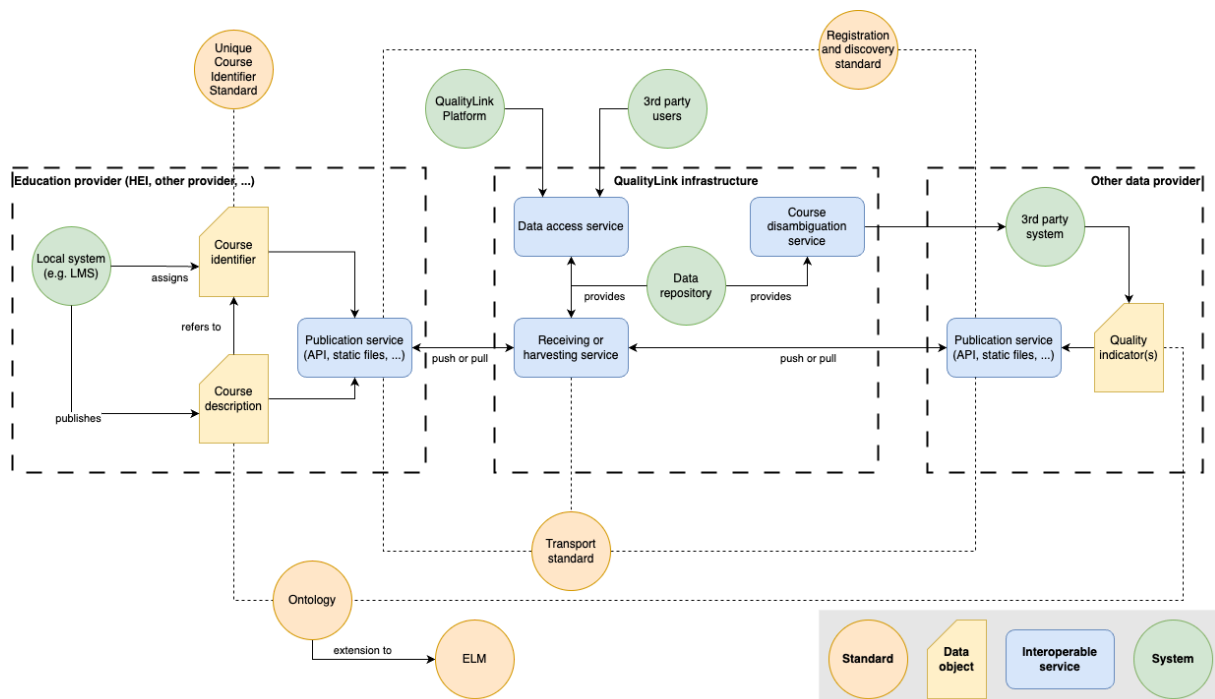 Unique
Course
Identifier
Standard
Registration
and discovery
standard
QualityLink
Platform
3rd party
users
Education provider (HEI, other provider, ...)
QualityLink infrastructure
Other data provider
Local system
(e.g. LMS)
assigns
Course
identifier
refers to
Course
description
publishes
Publication service
(API, static files, ...)
push or pull
Data access service
Course
disambiguation
service
Data
repository
provides
provides
Receiving or
harvesting service
push or pull
3rd party
system
Publication service
(API, static files, ...)
Quality
indicator(s)
Transport
standard
Ontology
extension to
ELM
Standard
Data
object
Interoperable
service
System